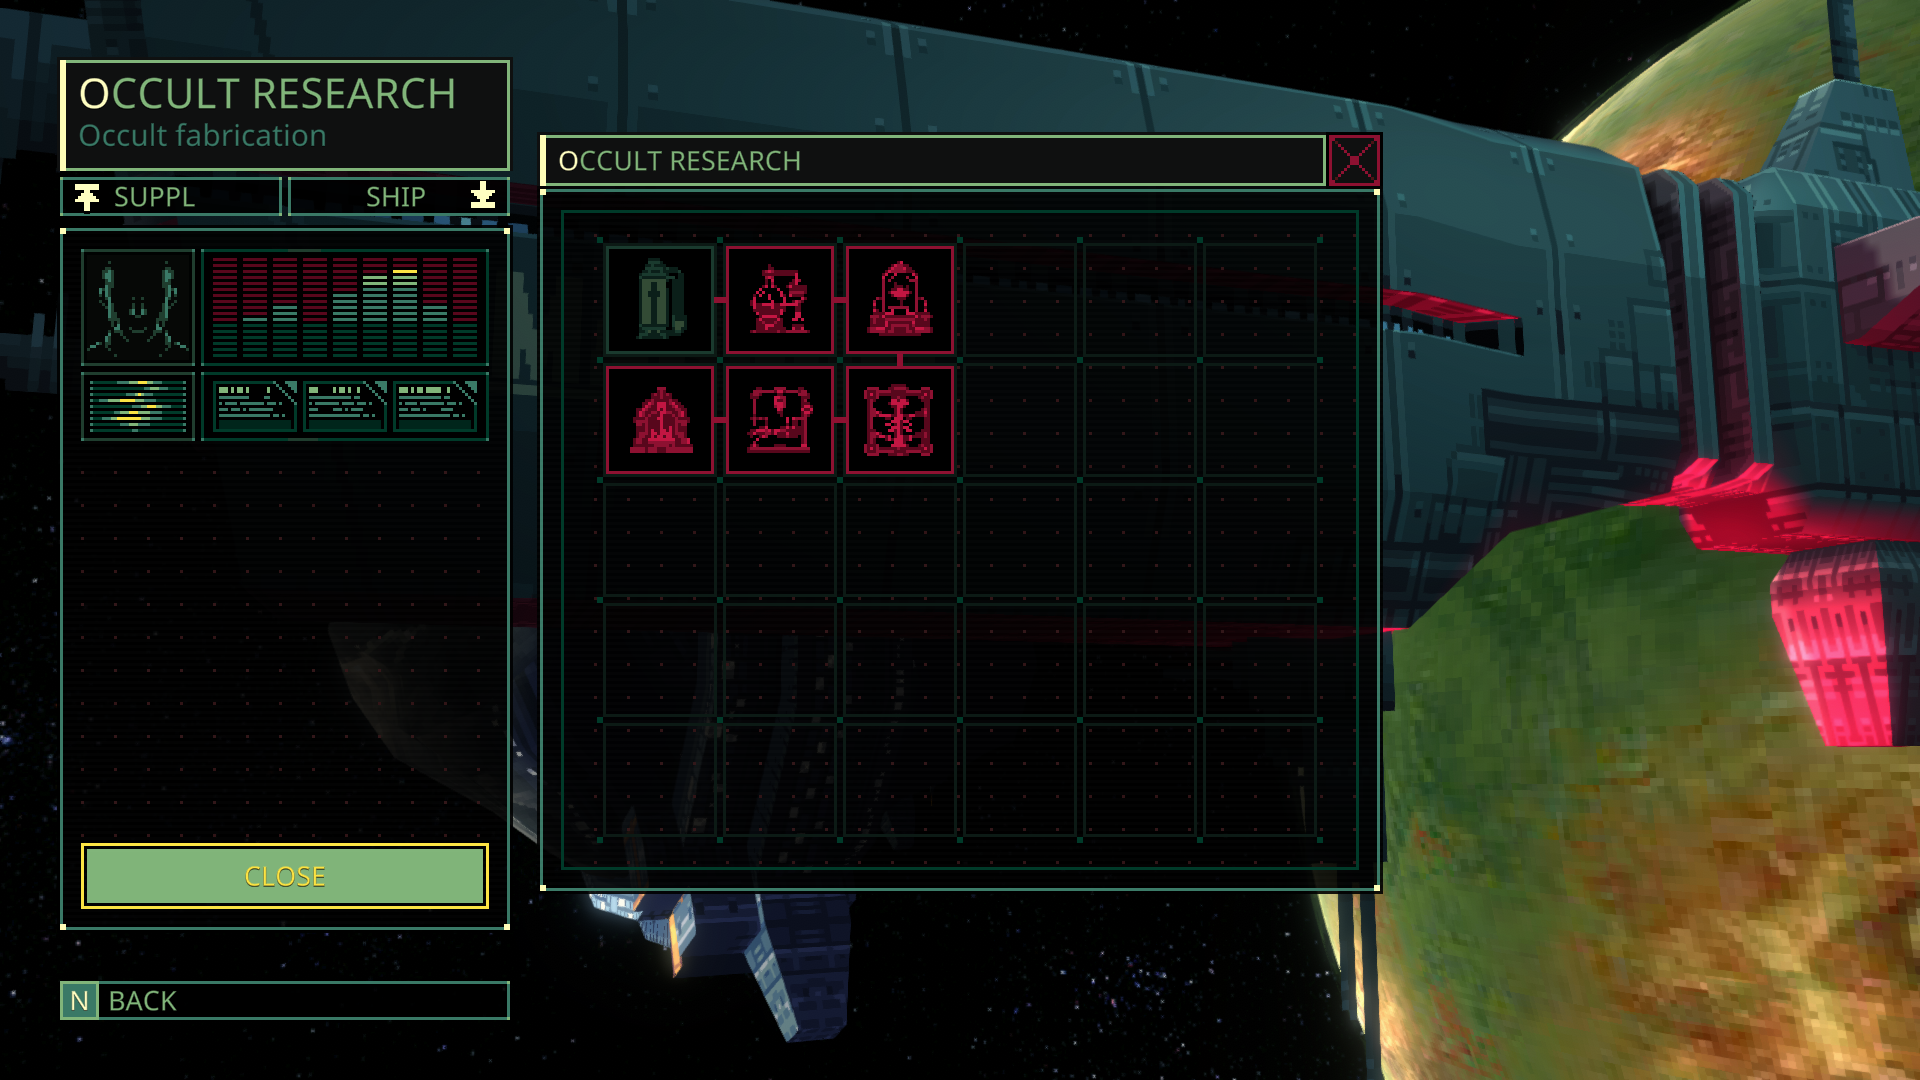 OCCULT RESEARCH
Occult fabrication
SUPPL
SHIP
OCCULT RESEARCH
CLOSE
N BACK